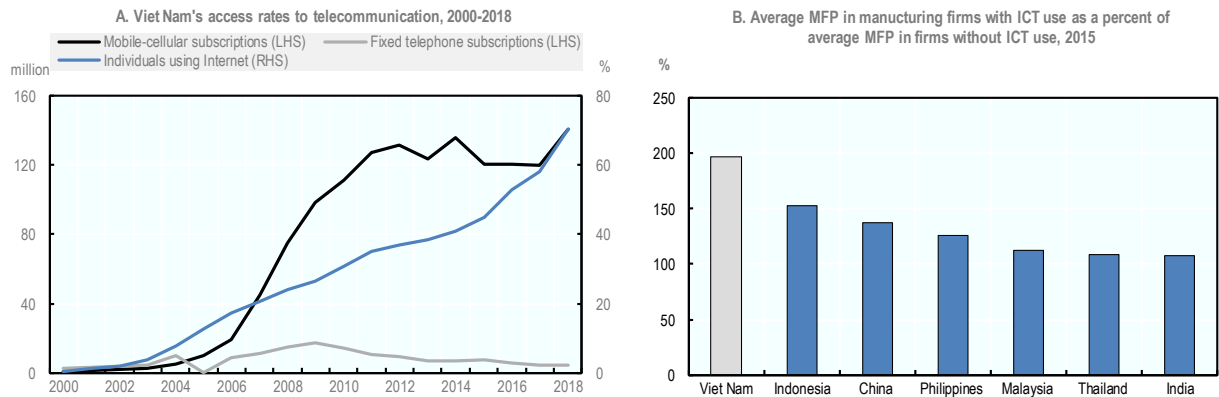 A. Viet Nam's access rates to telecommunication, 2000-2018
Mobile-cellular subscriptions (LHS)
Fixed telephone subscriptions (LHS)
Individuals using Internet (RHS)
million
%
160
120
80
40
0
80
60
40
20
0
2000 2002 2004 2006 2008 2010 2012 2014 2016 2018
B. Average MFP in manucturing firms with ICT use as a percent of
average MFP in firms without ICT use, 2015
%
250
200
150
100
50
0
Viet Nam Indonesia China Philippines Malaysia Thailand India